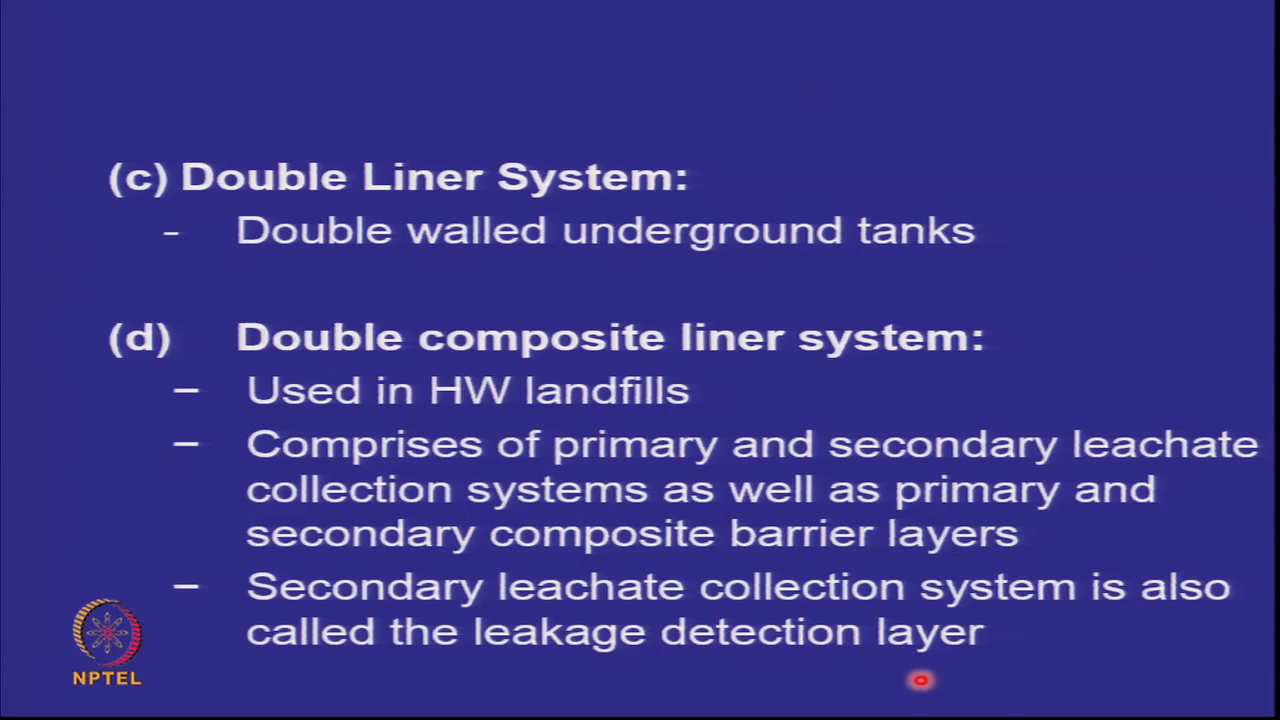 (c) Double Liner System:
- Double walled underground tanks
(d) Double composite liner system:
– Used in HW landfills
– Comprises of primary and secondary leachate
collection systems as well as primary and
secondary composite barrier layers
– Secondary leachate collection system is also
called the leakage detection layer
NPTEL